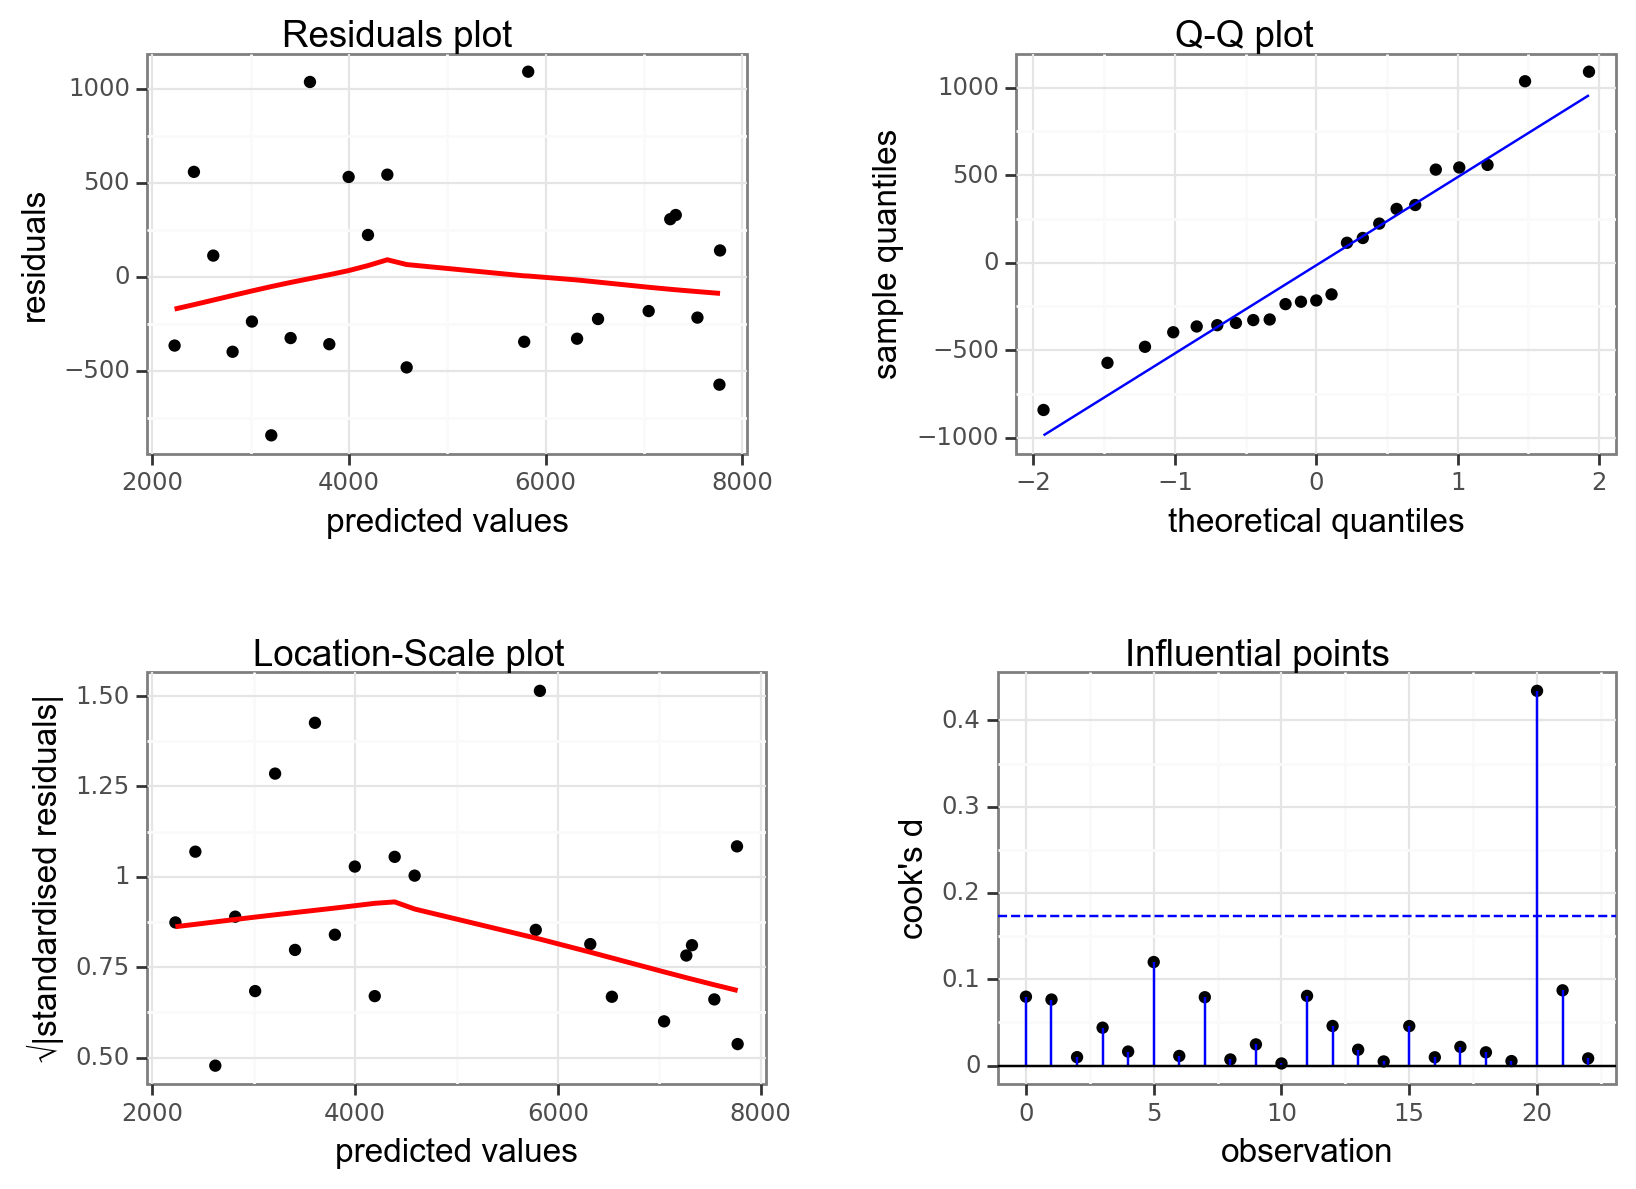 Residuals plot
1000
500
0
−500
residuals
2000 4000 6000 8000
predicted values
Q-Q plot
1000
500
0
−500
−1000
sample quantiles
−2 −1 0 1 2
theoretical quantiles
Location-Scale plot
1.50
1.25
1
0.75
0.50
√|standardised residuals|
2000 4000 6000 8000
predicted values
Influential points
0.4
0.3
0.2
0.1
0
cook's d
0 5 10 15 20
observation